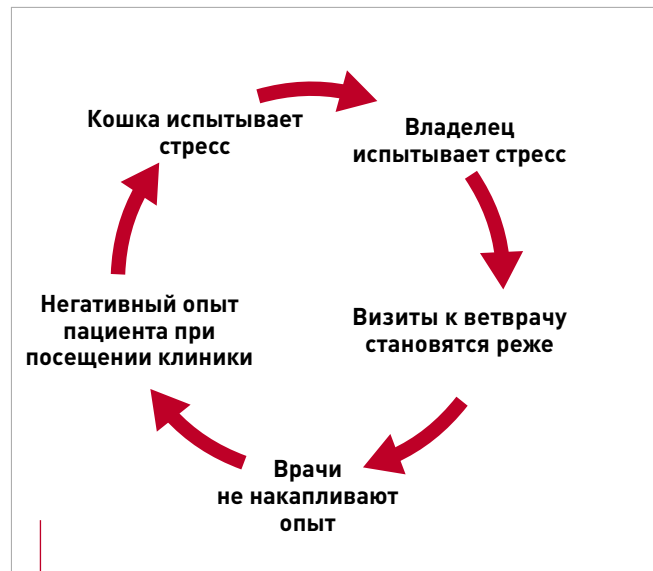 Кошка испытывает
стресс
Владелец
испытывает стресс
Визиты к ветврачу
становятся реже
Врачи
не накапливают
опыт
Негативный опыт
пациента при
посещении клиники